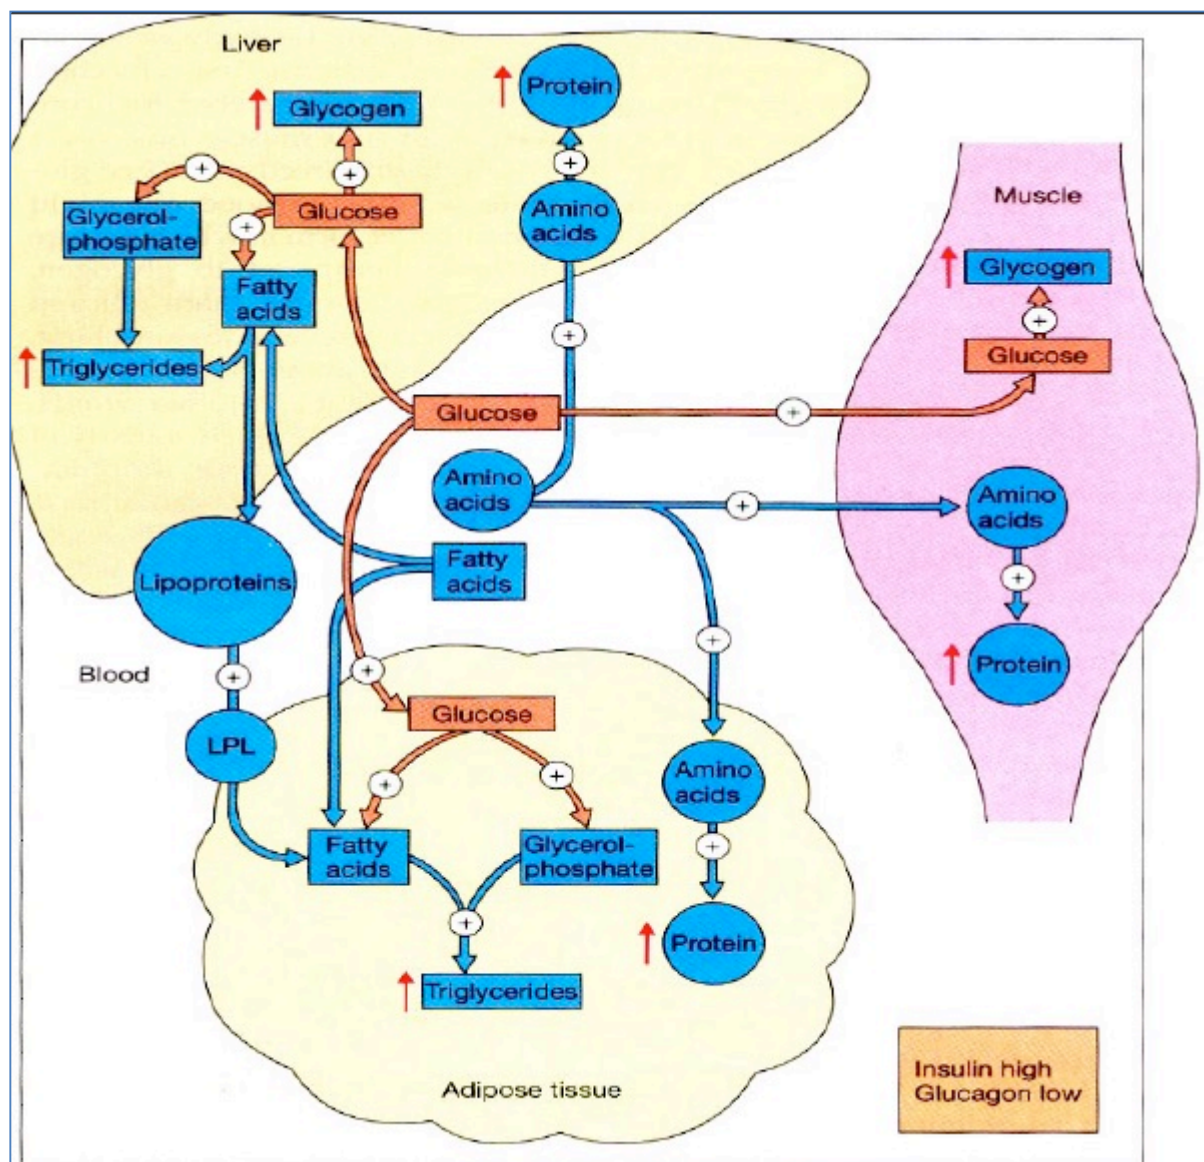 Liver
Protein
Glycogen
+
+
+
Amino
acids
Glucose
Glycerol-
phosphate
+
Fatty
acids
Triglycerides
+
Muscle
Glycogen
+
Glucose
Glucose
+
Amino
acids
+
Amino
acids
Fatty
acids
+
Protein
Lipoproteins
Blood
+
LPL
+
+
Glucose
+
+
Amino
acids
Fatty
acids
Glycerol-
phosphate
+
+
Protein
Triglycerides
Adipose tissue
Insulin high
Glucagon low